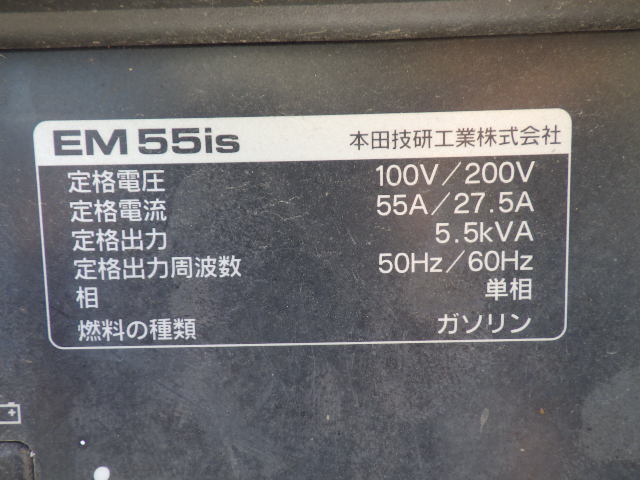 EM55is 本田技研工業株式会社
定格電圧 100V/200V
定格電流 55A/27.5A
定格出力 5.5kVA
定格出力周波数 50Hz/60Hz
相 単相
燃料の種類 ガソリン